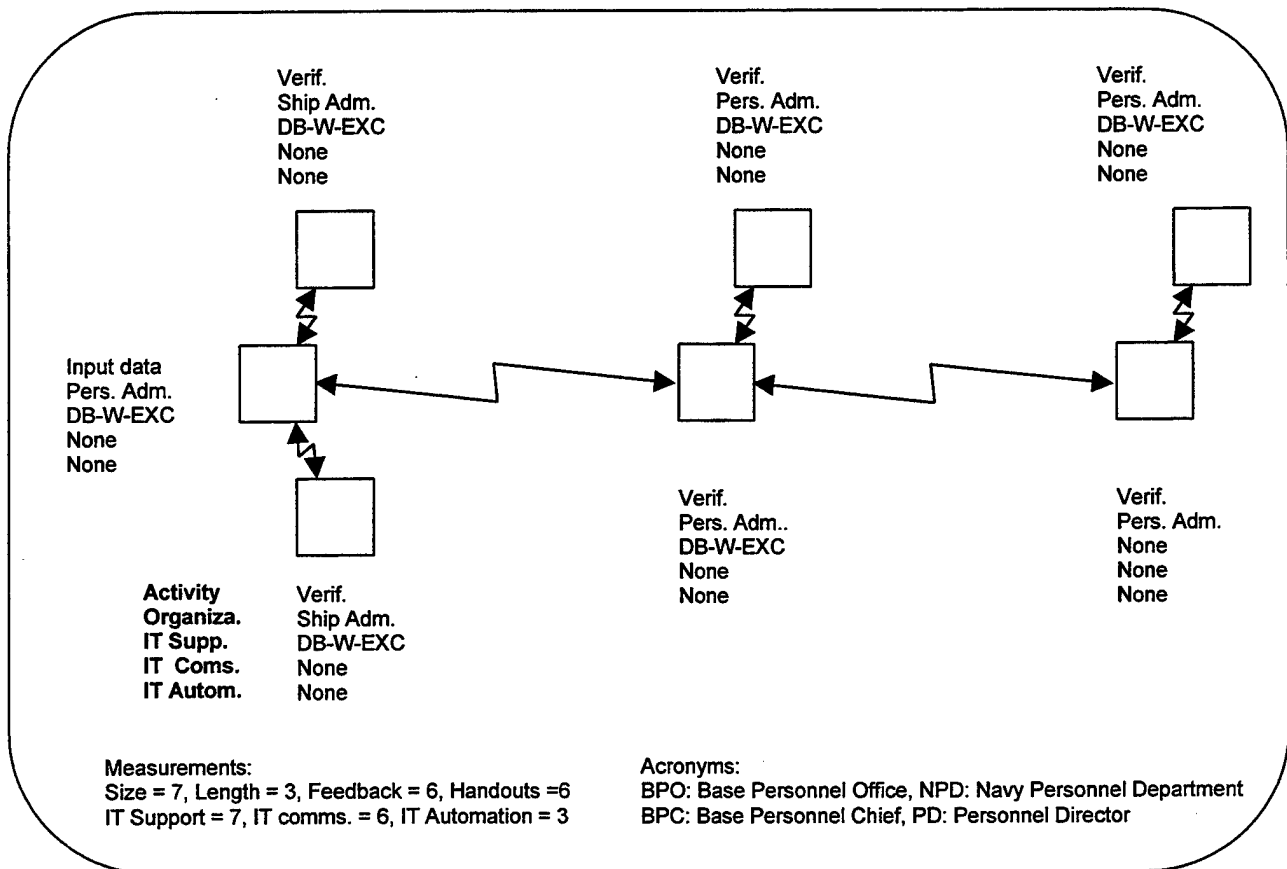 Verif.
Ship Adm.
DB-W-EXC
None
None
Verif.
Pers. Adm.
DB-W-EXC
None
None
Verif.
Pers. Adm.
DB-W-EXC
None
None
Input data
Pers. Adm.
DB-W-EXC
None
None
Verif.
Pers. Adm..
DB-W-EXC
None
None
Verif.
Pers. Adm.
None
None
None
Activity Verif.
Organiza. Ship Adm.
IT Supp. DB-W-EXC
IT Coms. None
IT Autom. None
Measurements:
Size = 7, Length = 3, Feedback = 6, Handouts =6
IT Support = 7, IT comms. = 6, IT Automation = 3
Acronyms:
BPO: Base Personnel Office, NPD: Navy Personnel Department
BPC: Base Personnel Chief, PD: Personnel Director